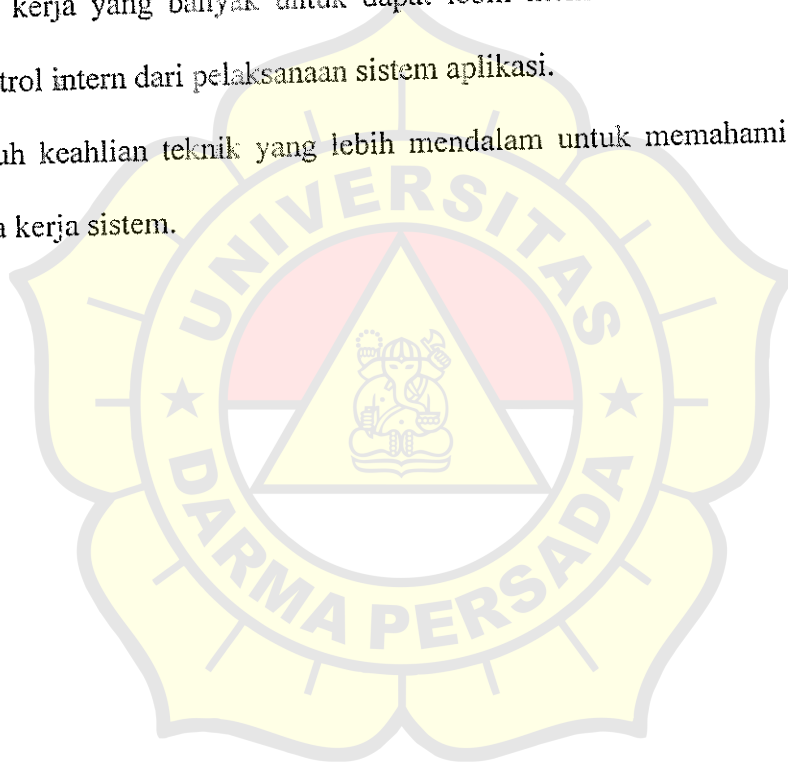 kerja yang banyak untuk dapat lebih
trol intern dari pelaksanaan sistem aplikasi.
uh keahlian teknik yang lebih mendalam untuk memahami
a kerja sistem.
UNIVERSITAS
DARMA PERSADA